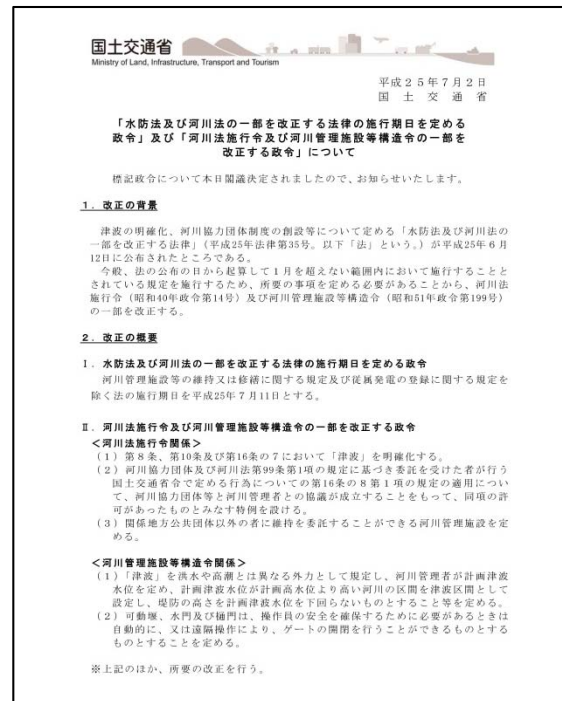 国土交通省
Ministry of Land, Infrastructure, Transport and Tourism
平成２５年７月２日
国土交通省
「水防法及び河川法の一部を改正する法律の施行期日を定める
政令」及び「河川法施行令及び河川管理施設等構造令の一部を
改正する政令」について
標記政令について本日閣議決定されましたので、お知らせいたします。
１．改正の背景
津波の明確化、河川協力団体制度の創設等について定める「水防法及び河川法の
一部を改正する法律」（平成25年法律第35号。以下「法」という。）が平成25年６月
12日に公布されたところである。
今般、法の公布の日から起算して１月を超えない範囲内において施行することと
されている規定を施行するため、所要の事項を定める必要があることから、河川法
施行令（昭和40年政令第14号）及び河川管理施設等構造令（昭和51年政令第199号）
の一部を改正する。
２．改正の概要
Ⅰ．水防法及び河川法の一部を改正する法律の施行期日を定める政令
河川管理施設等の維持又は修繕に関する規定及び従属発電の登録に関する規定を
除く法の施行期日を平成25年７月11日とする。
Ⅱ．河川法施行令及び河川管理施設等構造令の一部を改正する政令
＜河川法施行令関係＞
（１）第８条、第10条及び第16条の７において「津波」を明確化する。
（２）河川協力団体及び河川法第99条第1項の規定に基づき委託を受けた者が行う
国土交通省令で定める行為についての第16条の８第１項の規定の適用につい
て、河川協力団体等と河川管理者との協議が成立することをもって、同項の許
可があったものとみなす特例を設ける。
（３）関係地方公共団体以外の者に維持を委託することができる河川管理施設を定
める。
＜河川管理施設等構造令関係＞
（１）「津波」を洪水や高潮とは異なる外力として規定し、河川管理者が計画津波
水位を定め、計画津波水位が計画高水位より高い河川の区間を津波区間として
設定し、堤防の高さを計画津波水位を下回らないものとすること等を定める。
（２）可動堰、水門及び樋門は、操作員の安全を確保するために必要があるときは
自動的に、又は遠隔操作により、ゲートの開閉を行うことができるものとする
ものとすることを定める。
※上記のほか、所要の改正を行う。